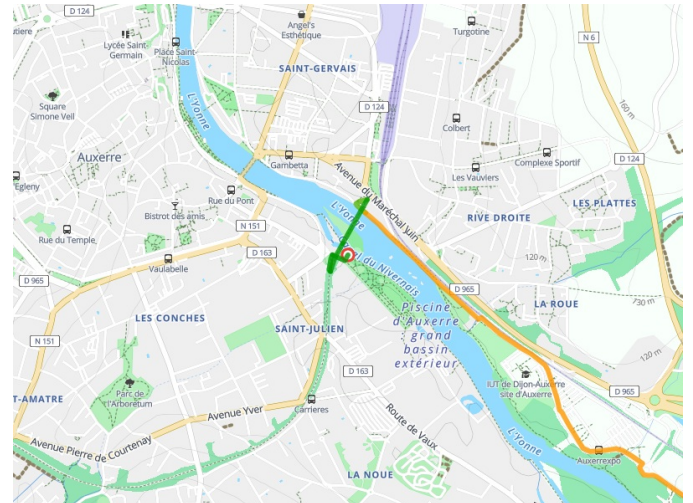 D 124
Angel's
Esthétique
Turgotine
N 6
Lycée Saint-
Germain
Place Saint-
Nicolas
SAINT-GERVAIS
160 m
Square
Simone Veil
L'Yonne
D 124
Colbert
Auxerre
Gambetta
Avenue du Maréchal Juin
Complexe Sportif
D 124
Les Vauviers
Egleny
Rue du Pont
Bistrot des amis
L'Yonne
RIVE DROITE
LES PLATTES
Rue du Temple
N 151
Vaulabelle
D 163
du Nivernais
120 m
D 965
D 965
LA ROUE
LES CONCHES
Piscine
d'Auxerre
grand
bassin
extérieur
SAINT-JULIEN
N 151
120 m
D 163
IUT de Dijon-Auxerre
site d'Auxerre
D 965
T-AMATRE
Parc de
l'Arboretum
Carrieres
Avenue Yver
Route de Vaux
L'Yonne
Auxerrexpo
Avenue Pierre de Courtenay
LA NOUE